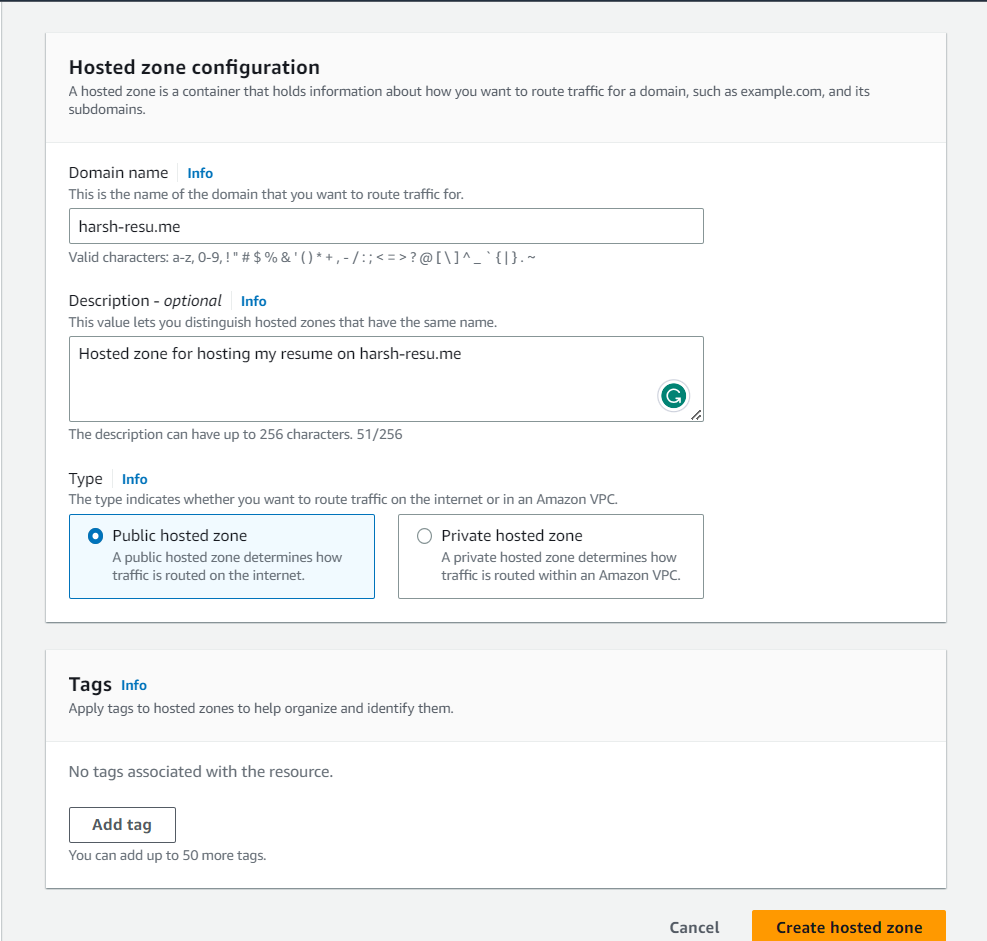 Hosted zone configuration
A hosted zone is a container that holds information about how you want to route traffic for a domain, such as example.com, and its
subdomains.
Domain name Info
This is the name of the domain that you want to route traffic for.
harsh-resu.me
Valid characters: a-z, 0-9, ! " # $ % & ' ( ) * + , - / : ; < = > ? @ [ \ ] ^ _ ` { | } . ~
Description - optional Info
This value lets you distinguish hosted zones that have the same name.
Hosted zone for hosting my resume on harsh-resu.me
The description can have up to 256 characters. 51/256
Type Info
The type indicates whether you want to route traffic on the internet or in an Amazon VPC.
Public hosted zone
A public hosted zone determines how
traffic is routed on the internet.
Private hosted zone
A private hosted zone determines how
traffic is routed within an Amazon VPC.
Tags Info
Apply tags to hosted zones to help organize and identify them.
No tags associated with the resource.
Add tag
You can add up to 50 more tags.
Cancel Create hosted zone